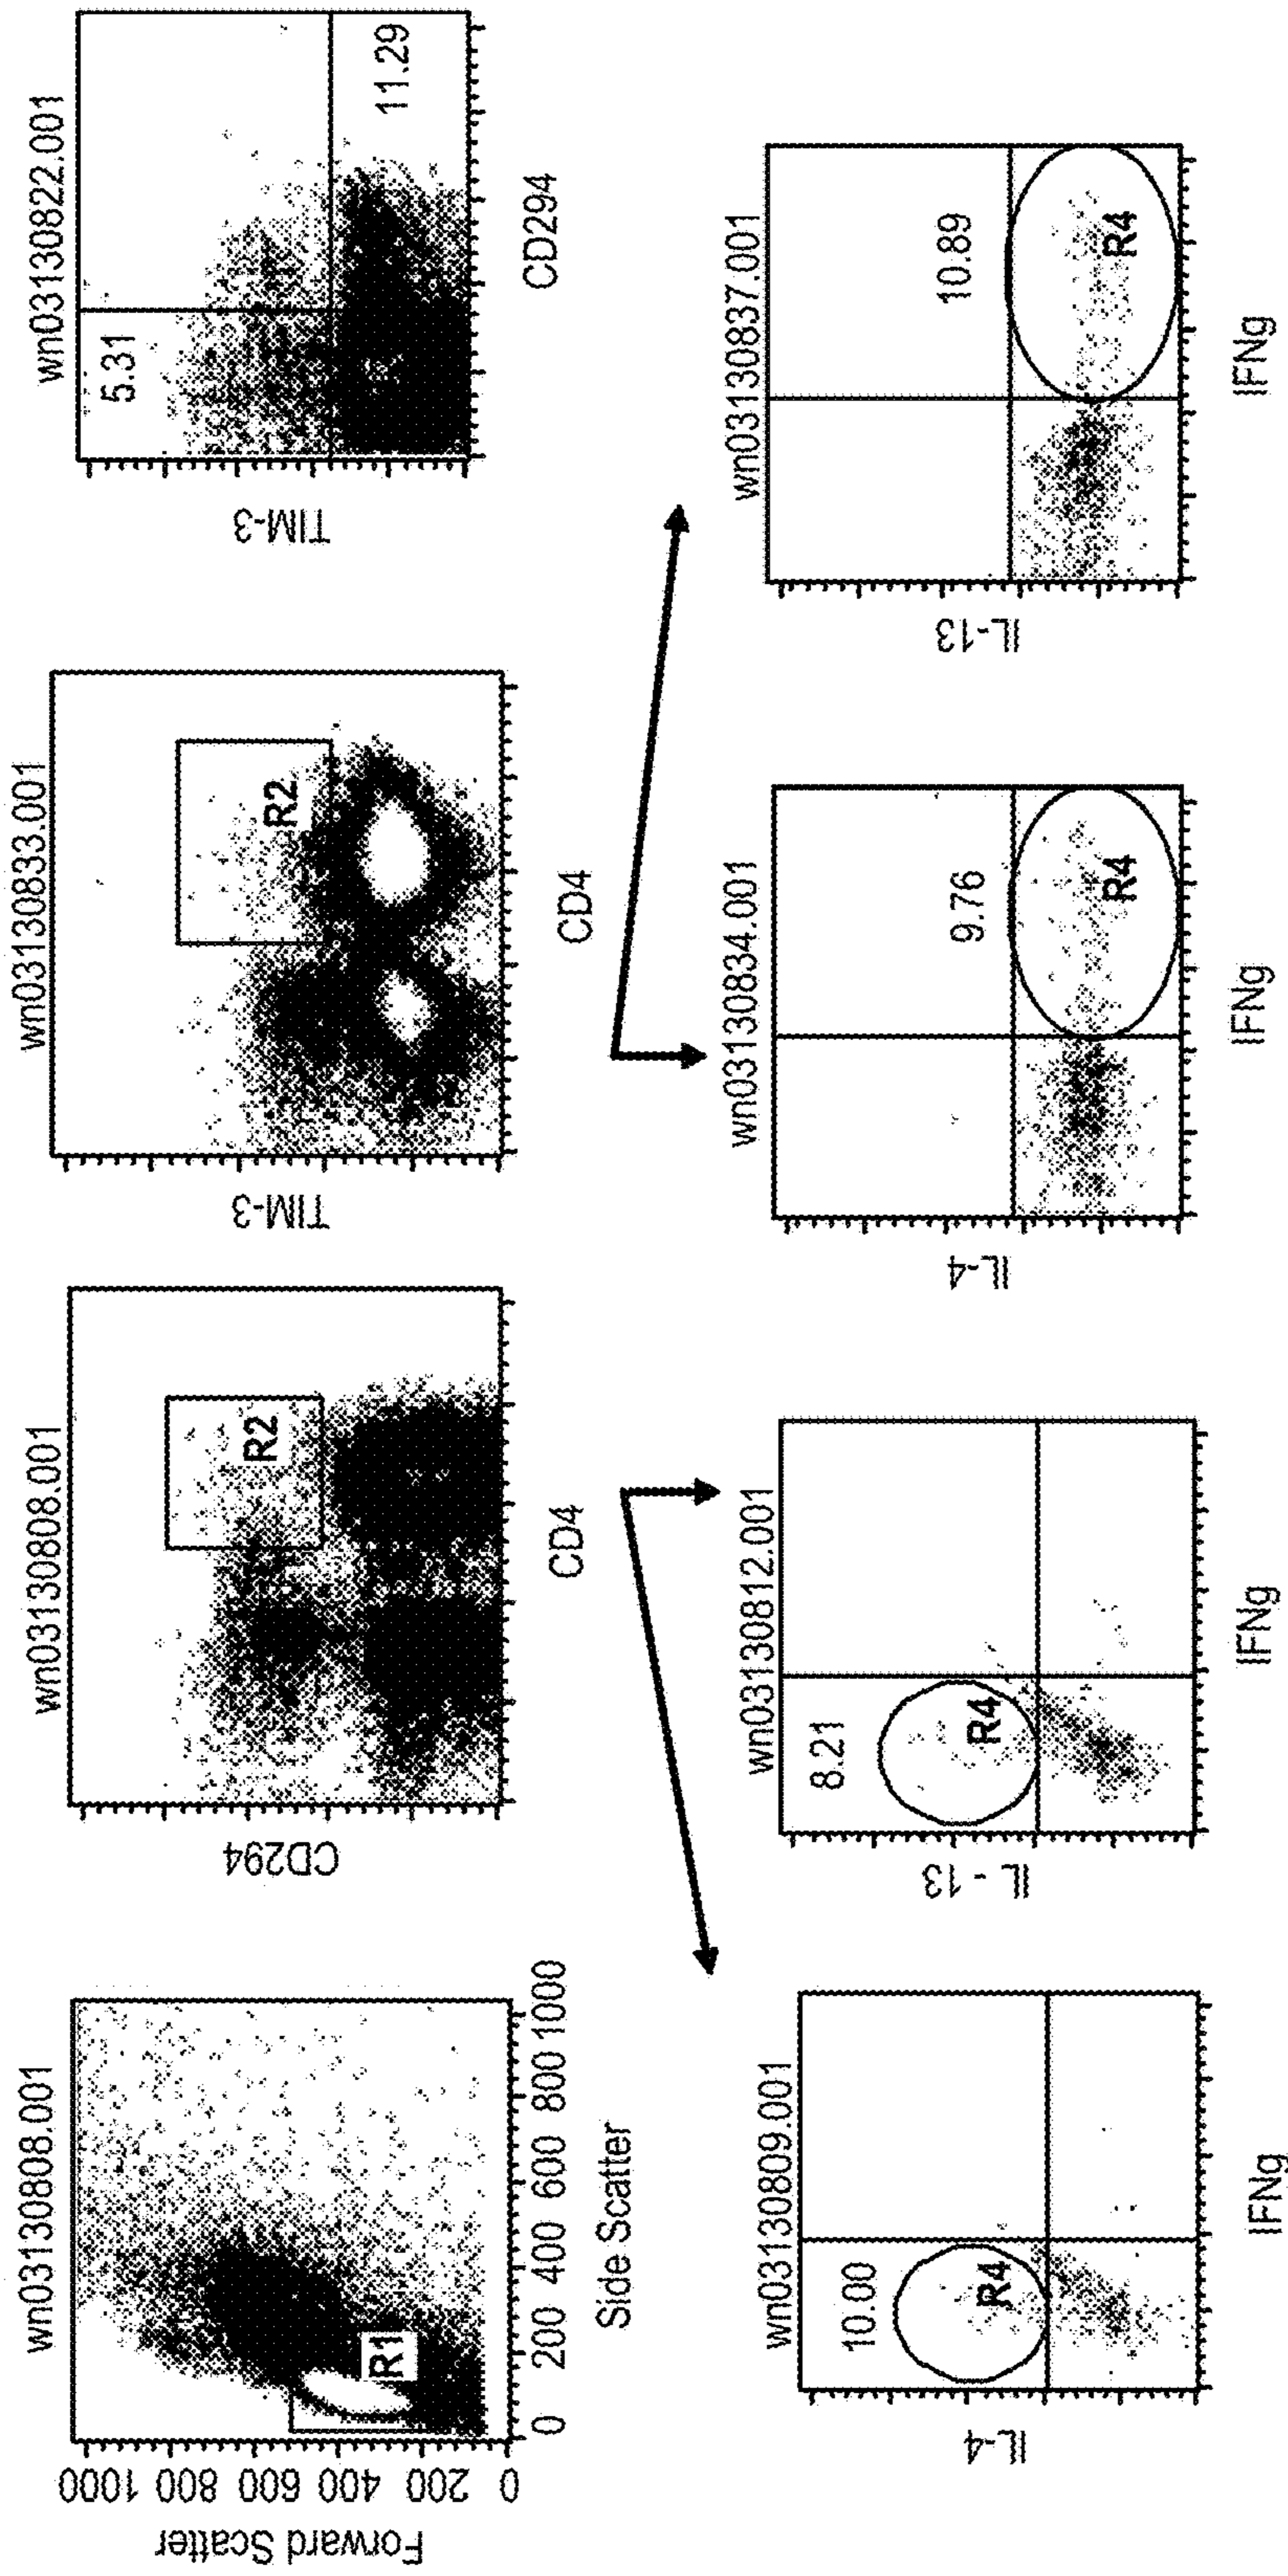 wn03130808.001
Forward Scatter
1000
800
600
400
200
0
R1
0 200 400 600 800 1000
Side Scatter
wn03130808.001
CD294
R2
CD4
wn03130833.001
TIM-3
R2
CD4
wn03130822.001
TIM-3
5.31
11.29
CD294
wn03130809.001
IL-4
10.00
R4
IFNg
wn03130812.001
IL - 13
8.21
R4
IFNg
wn03130834.001
IL-4
9.76
R4
IFNg
wn03130837.001
IL-13
10.89
R4
IFNg